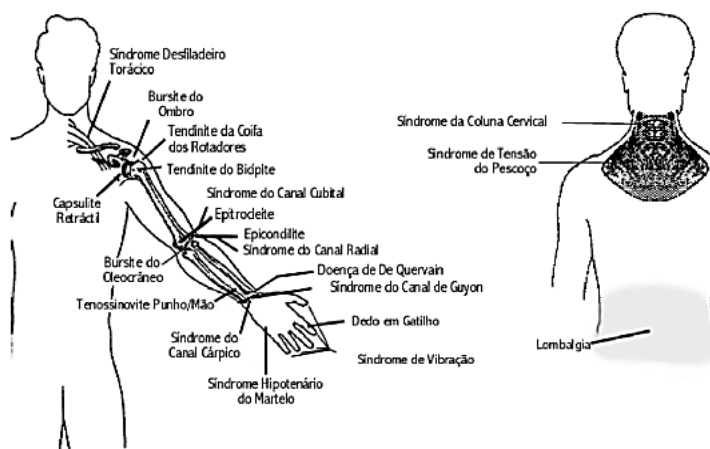 Síndrome Desfiladeiro
Torácico
Bursite do
Ombro
Tendinite da Coifa
dos Rotadores
Tendinite do Bicípite
Capsulite
Retráctil
Síndrome do Canal Cubital
Epitrocleíte
Epicondilite
Síndrome do Canal Radial
Bursite do
Oleocrâneo
Doença de De Quervain
Síndrome do Canal de Guyon
Tenossinovite Punho/Mão
Dedo em Gatilho
Síndrome do
Canal Cárpico
Síndrome de Vibração
Síndrome Hipotenário
do Martelo
Síndrome da Coluna Cervical
Síndrome de Tensão
do Pescoço
Lombalgia